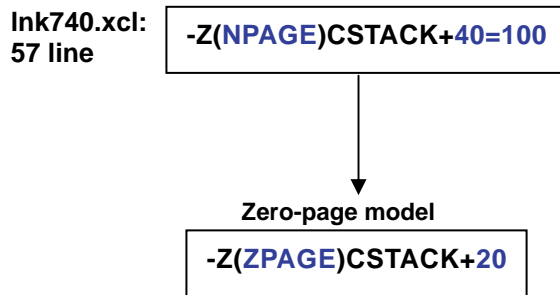 lnk740.xcl:
57 line
-Z(NPAGE)CSTACK+40=100
Zero-page model
-Z(ZPAGE)CSTACK+20